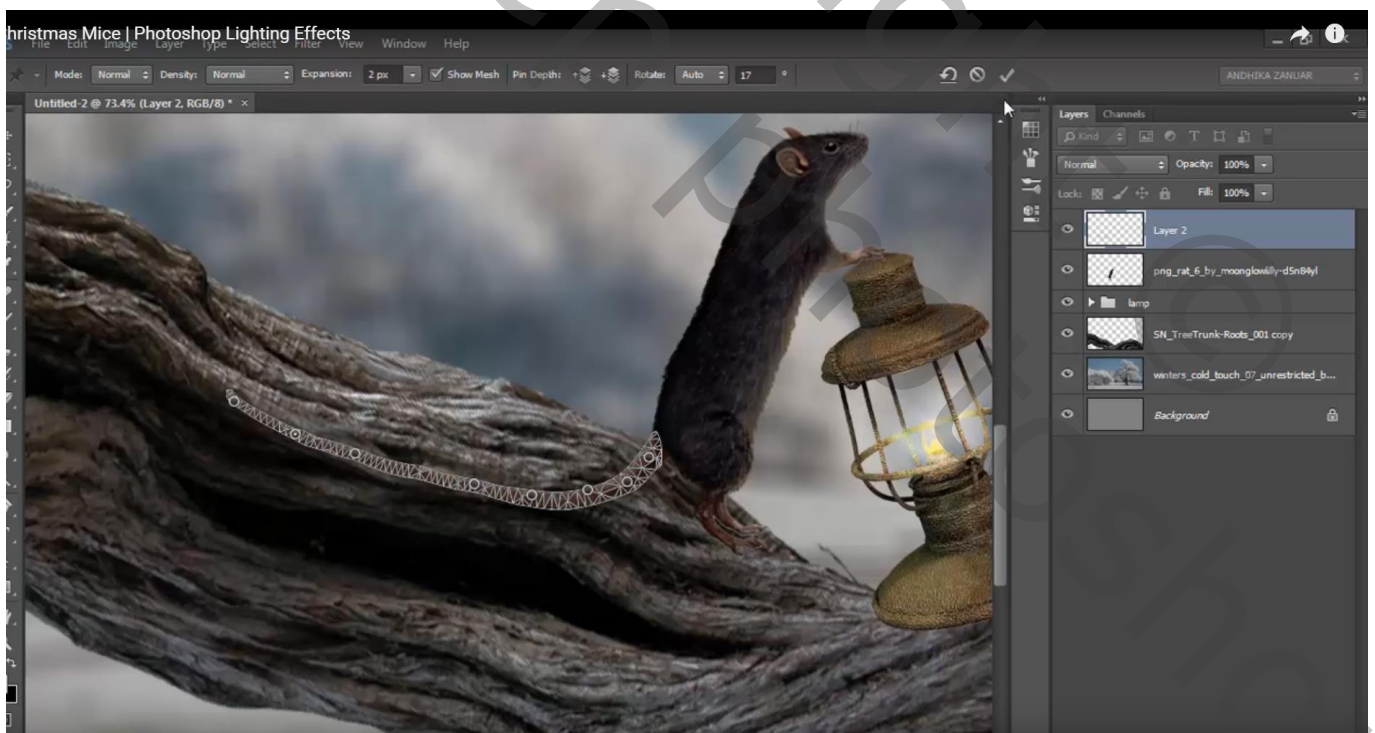 hristmas Mice | Photoshop Lighting Effects
File Edit Image Layer Type Select Filter View Window Help
Mode: Normal Density: Normal Expansion: 2 px Show Mesh Pin Depth: Rotate: Auto 17 °
ANDHIKA ZANUAR
Untitled-2 @ 73.4% (Layer 2, RGB/8) * ×
Layers Channels
Kind
Normal Opacity: 100%
Lock: Fill: 100%
Layer 2
png_rat_6_by_moonglowlilly-d5n84yl
lamp
SN_TreeTrunk-Roots_001 copy
winters_cold_touch_07_unrestricted_b...
Background